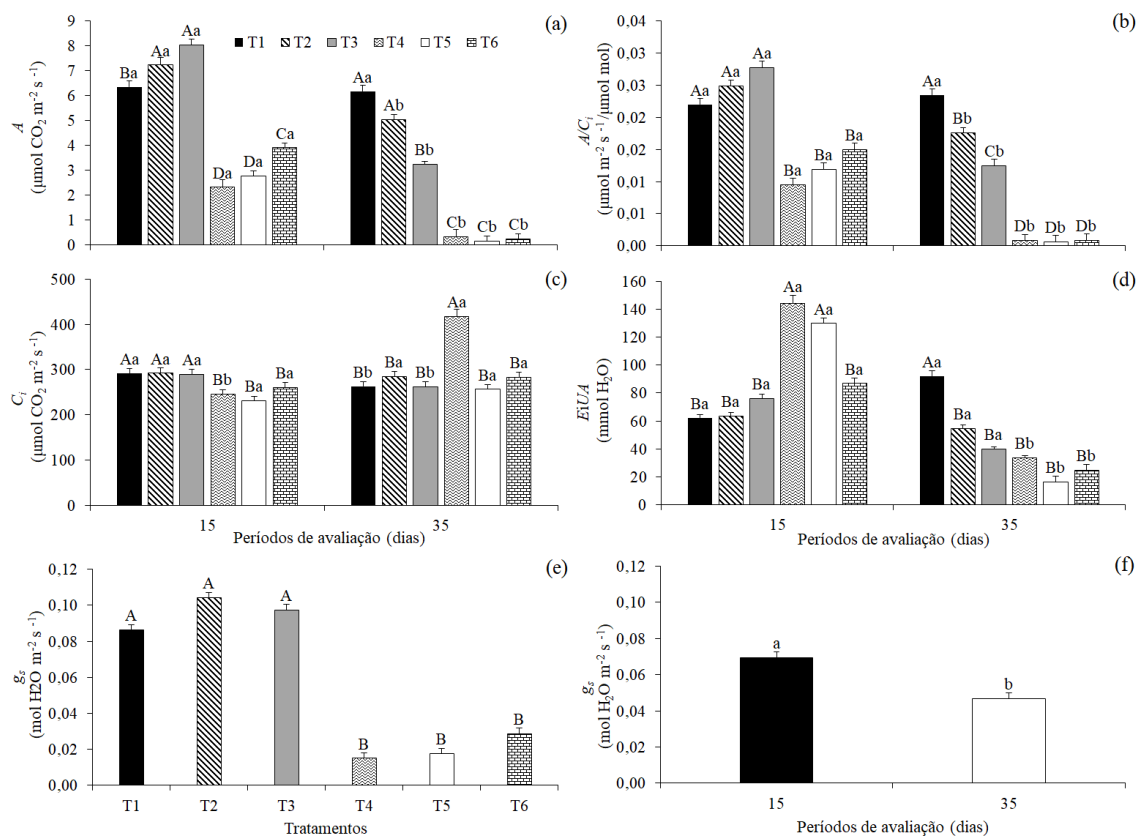 (a)
A
(µmol CO2 m-2 s -1)
9
8
7
6
5
4
3
2
1
0
T1 T2 T3 T4 T5 T6
Ba Aa Aa Da Da Ca
Aa Ab Bb Cb Cb Cb
(b)
A/Ci
(µmol m-2 s -1/µmol mol)
0,04
0,03
0,03
0,02
0,02
0,01
0,01
0,00
Aa Aa Aa Ba Ba Ba
Aa Bb Cb Db Db Db
(c)
Ci
(µmol CO2 m-2 s -1)
500
400
300
200
100
0
Aa Aa Aa Bb Ba Ba
Bb Ba Bb Aa Ba Ba
15 35
Períodos de avaliação (dias)
(d)
EiUA
(mmol H2O)
160
140
120
100
80
60
40
20
0
Ba Ba Ba Aa Aa Ba
Aa Ba Ba Bb Bb Bb
15 35
Períodos de avaliação (dias)
(e)
gs
(mol H2O m-2 s -1)
0,12
0,10
0,08
0,06
0,04
0,02
0,00
A A A B B B
T1 T2 T3 T4 T5 T6
Tratamentos
(f)
gs
(mol H2O m-2 s -1)
0,12
0,10
0,08
0,06
0,04
0,02
0,00
a b
15 35
Períodos de avaliação (dias)